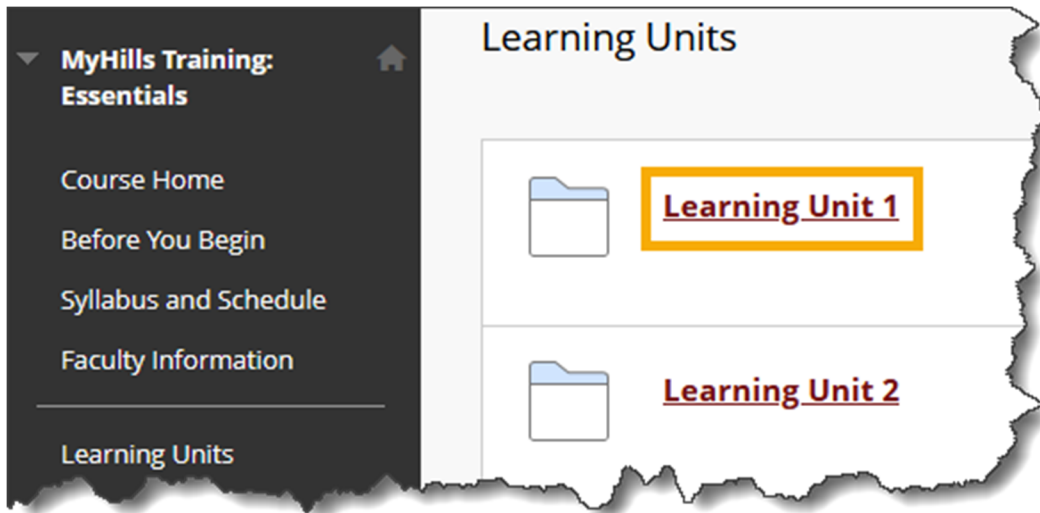 MyHills Training:
Essentials
Course Home
Before You Begin
Syllabus and Schedule
Faculty Information
Learning Units
Learning Units
Learning Unit 1
Learning Unit 2